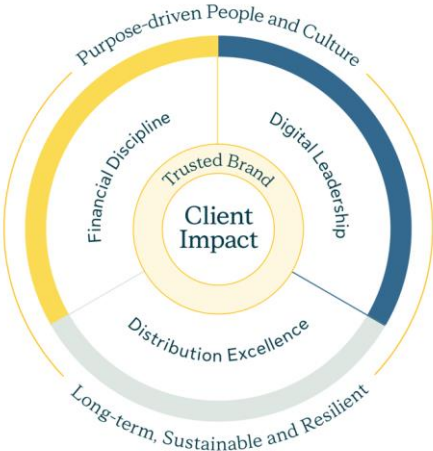 Purpose-driven People and Culture
Financial Discipline
Digital Leadership
Trusted Brand
Client
Impact
Distribution Excellence
Long-term, Sustainable and Resilient